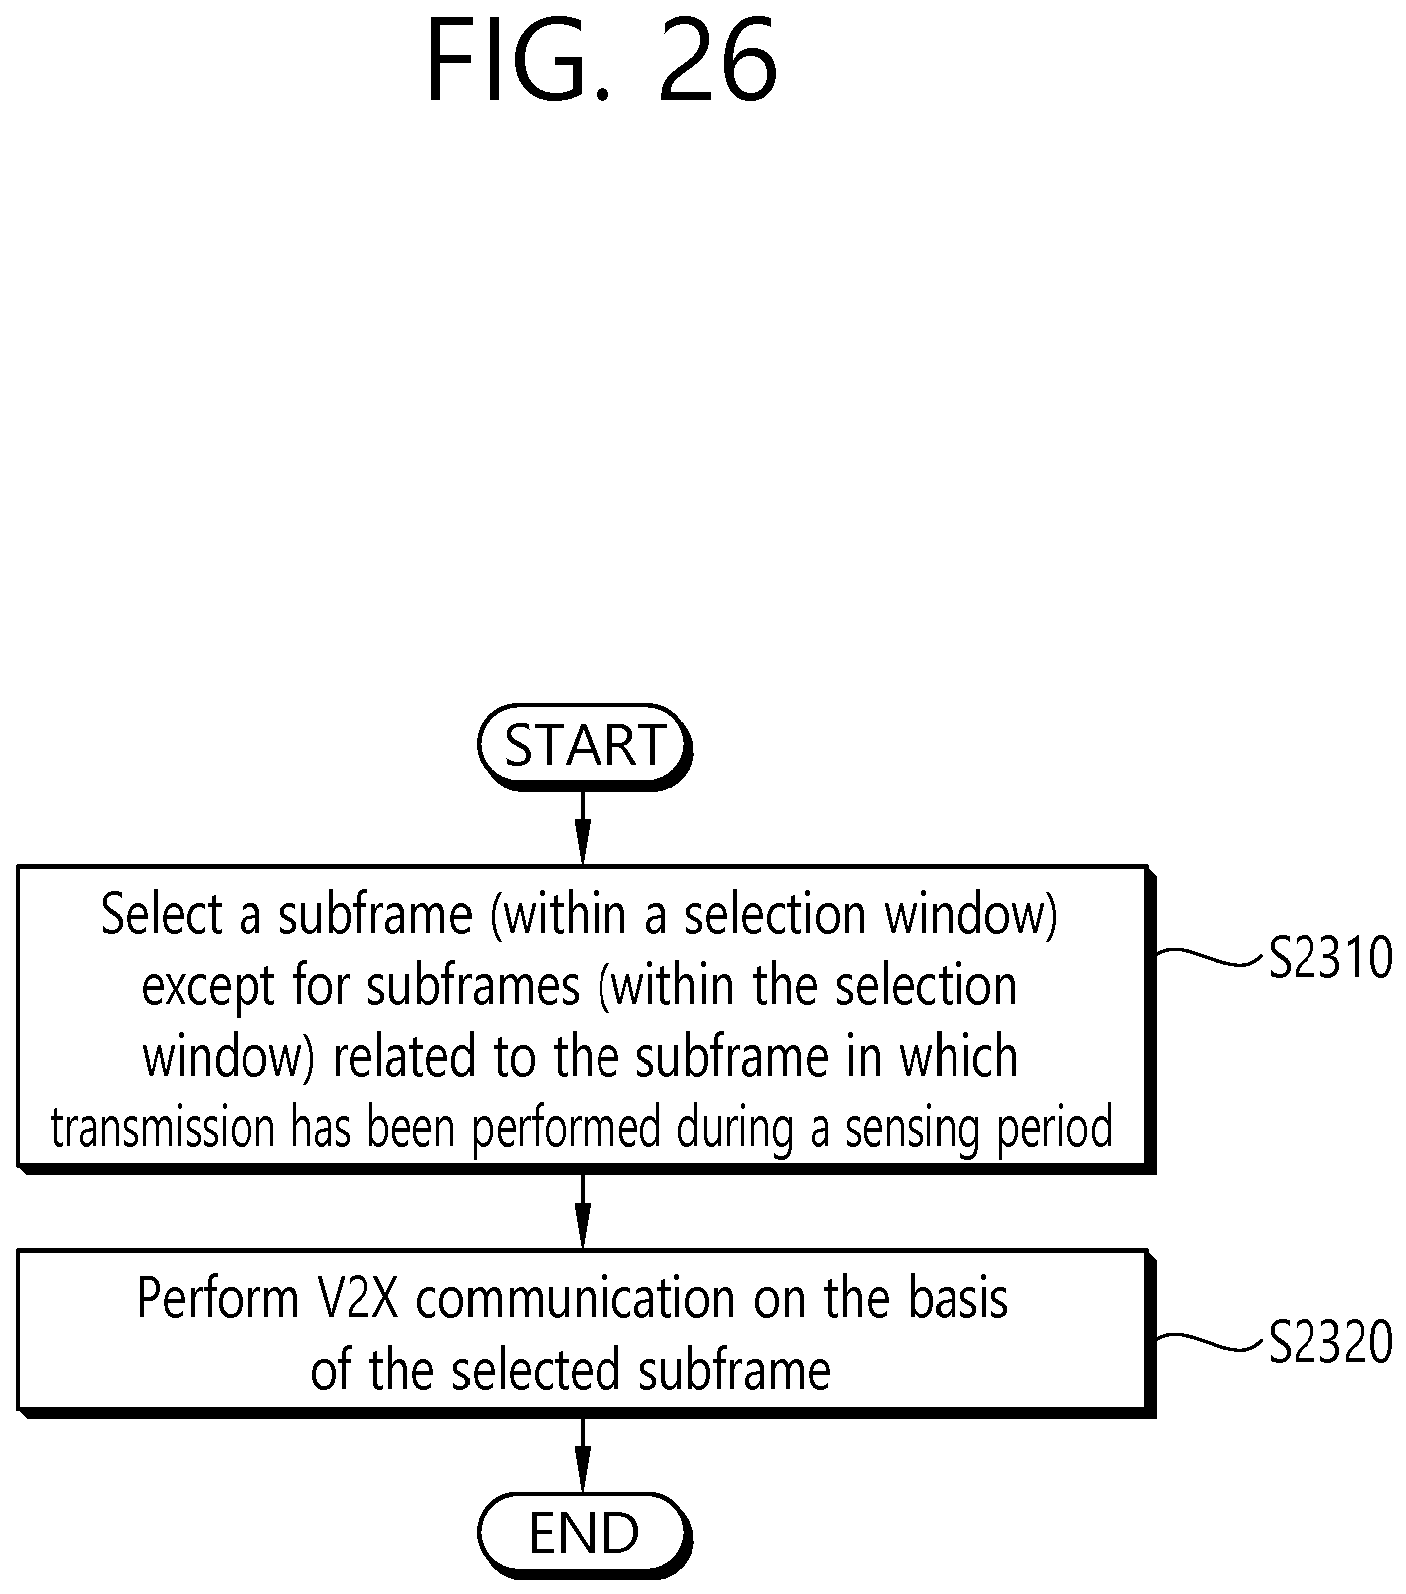 FIG. 26
START
Select a subframe (within a selection window)
except for subframes (within the selection
window) related to the subframe in which
transmission has been performed during a sensing period
S2310
Perform V2X communication on the basis
of the selected subframe
S2320
END